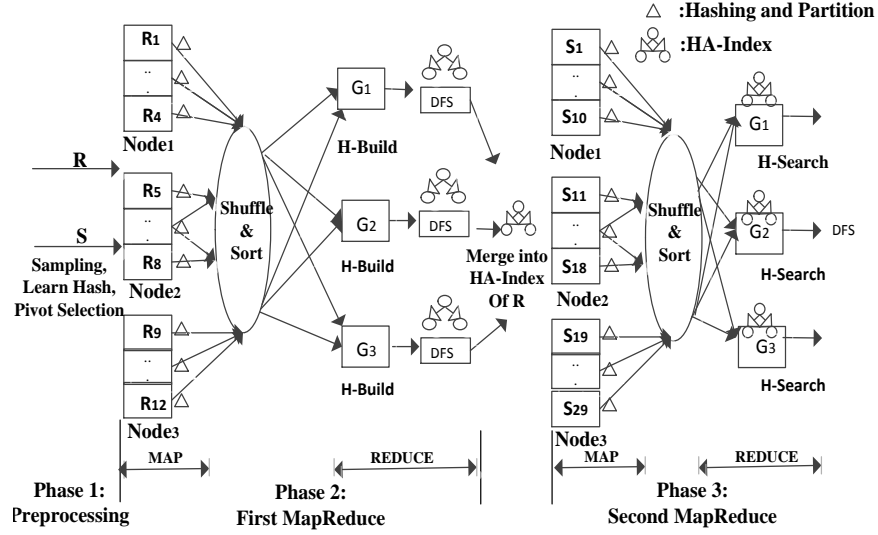 :Hashing and Partition
:HA-Index
R1
..
.
R4
Node1
R
R5
..
.
R8
Node2
S
Sampling,
Learn Hash,
Pivot Selection
R9
..
.
R12
Node3
Shuffle
&
Sort
G1
H-Build
DFS
G2
H-Build
DFS
G3
H-Build
DFS
Merge into
HA-Index
Of R
S1
..
.
S10
Node1
S11
..
.
S18
Node2
S19
..
.
S29
Node3
Shuffle
&
Sort
G1
H-Search
G2
DFS
H-Search
G3
H-Search
MAP
REDUCE
MAP
REDUCE
Phase 1:
Preprocessing
Phase 2:
First MapReduce
Phase 3:
Second MapReduce